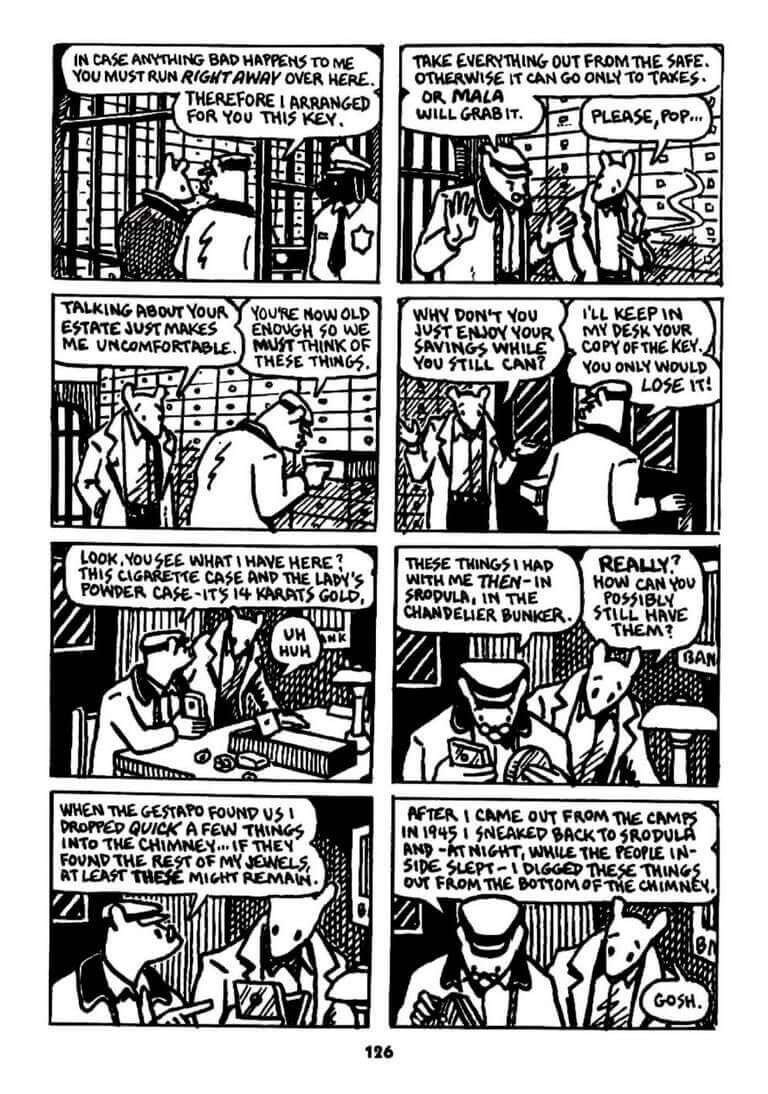 IN CASE ANYTHING BAD HAPPENS TO ME
YOU MUST RUN RIGHT AWAY OVER HERE.
THEREFORE I ARRANGED
FOR YOU THIS KEY.
TAKE EVERYTHING OUT FROM THE SAFE.
OTHERWISE IT CAN GO ONLY TO TAXES.
OR MALA
WILL GRAB IT.
PLEASE, POP...
TALKING ABOUT YOUR
ESTATE JUST MAKES
ME UNCOMFORTABLE.
YOU'RE NOW OLD
ENOUGH SO WE
MUST THINK OF
THESE THINGS.
WHY DON'T YOU
JUST ENJOY YOUR
SAVINGS WHILE
YOU STILL CAN?
I'LL KEEP IN
MY DESK YOUR
COPY OF THE KEY.
YOU ONLY WOULD
LOSE IT!
LOOK, YOU SEE WHAT I HAVE HERE?
THIS CIGARETTE CASE AND THE LADY'S
POWDER CASE-IT'S 14 KARATS GOLD,
UH
HUH
ANK
THESE THINGS I HAD
WITH ME THEN-IN
SRODULA, IN THE
CHANDELIER BUNKER.
REALLY?
HOW CAN YOU
POSSIBLY
STILL HAVE
THEM?
BAN
WHEN THE GESTAPO FOUND US I
DROPPED QUICK A FEW THINGS
INTO THE CHIMNEY... IF THEY
FOUND THE REST OF MY JEWELS,
AT LEAST THESE MIGHT REMAIN.
AFTER I CAME OUT FROM THE CAMPS
IN 1945 I SNEAKED BACK TO SRODULA
AND -AT NIGHT, WHILE THE PEOPLE IN-
SIDE SLEPT - I DIGGED THESE THINGS
OUT FROM THE BOTTOM OF THE CHIMNEY.
BA
GOSH.
126